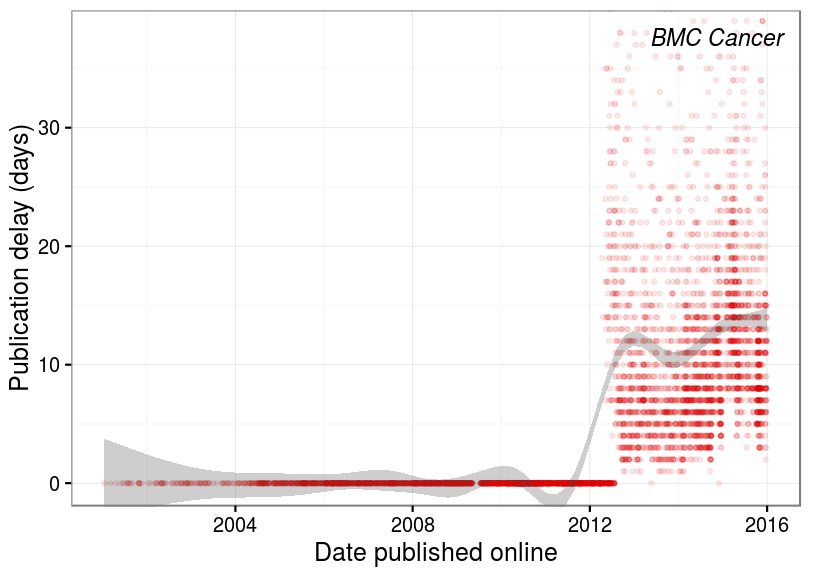 BMC Cancer
Publication delay (days)
30
20
10
0
2004 2008 2012 2016
Date published online